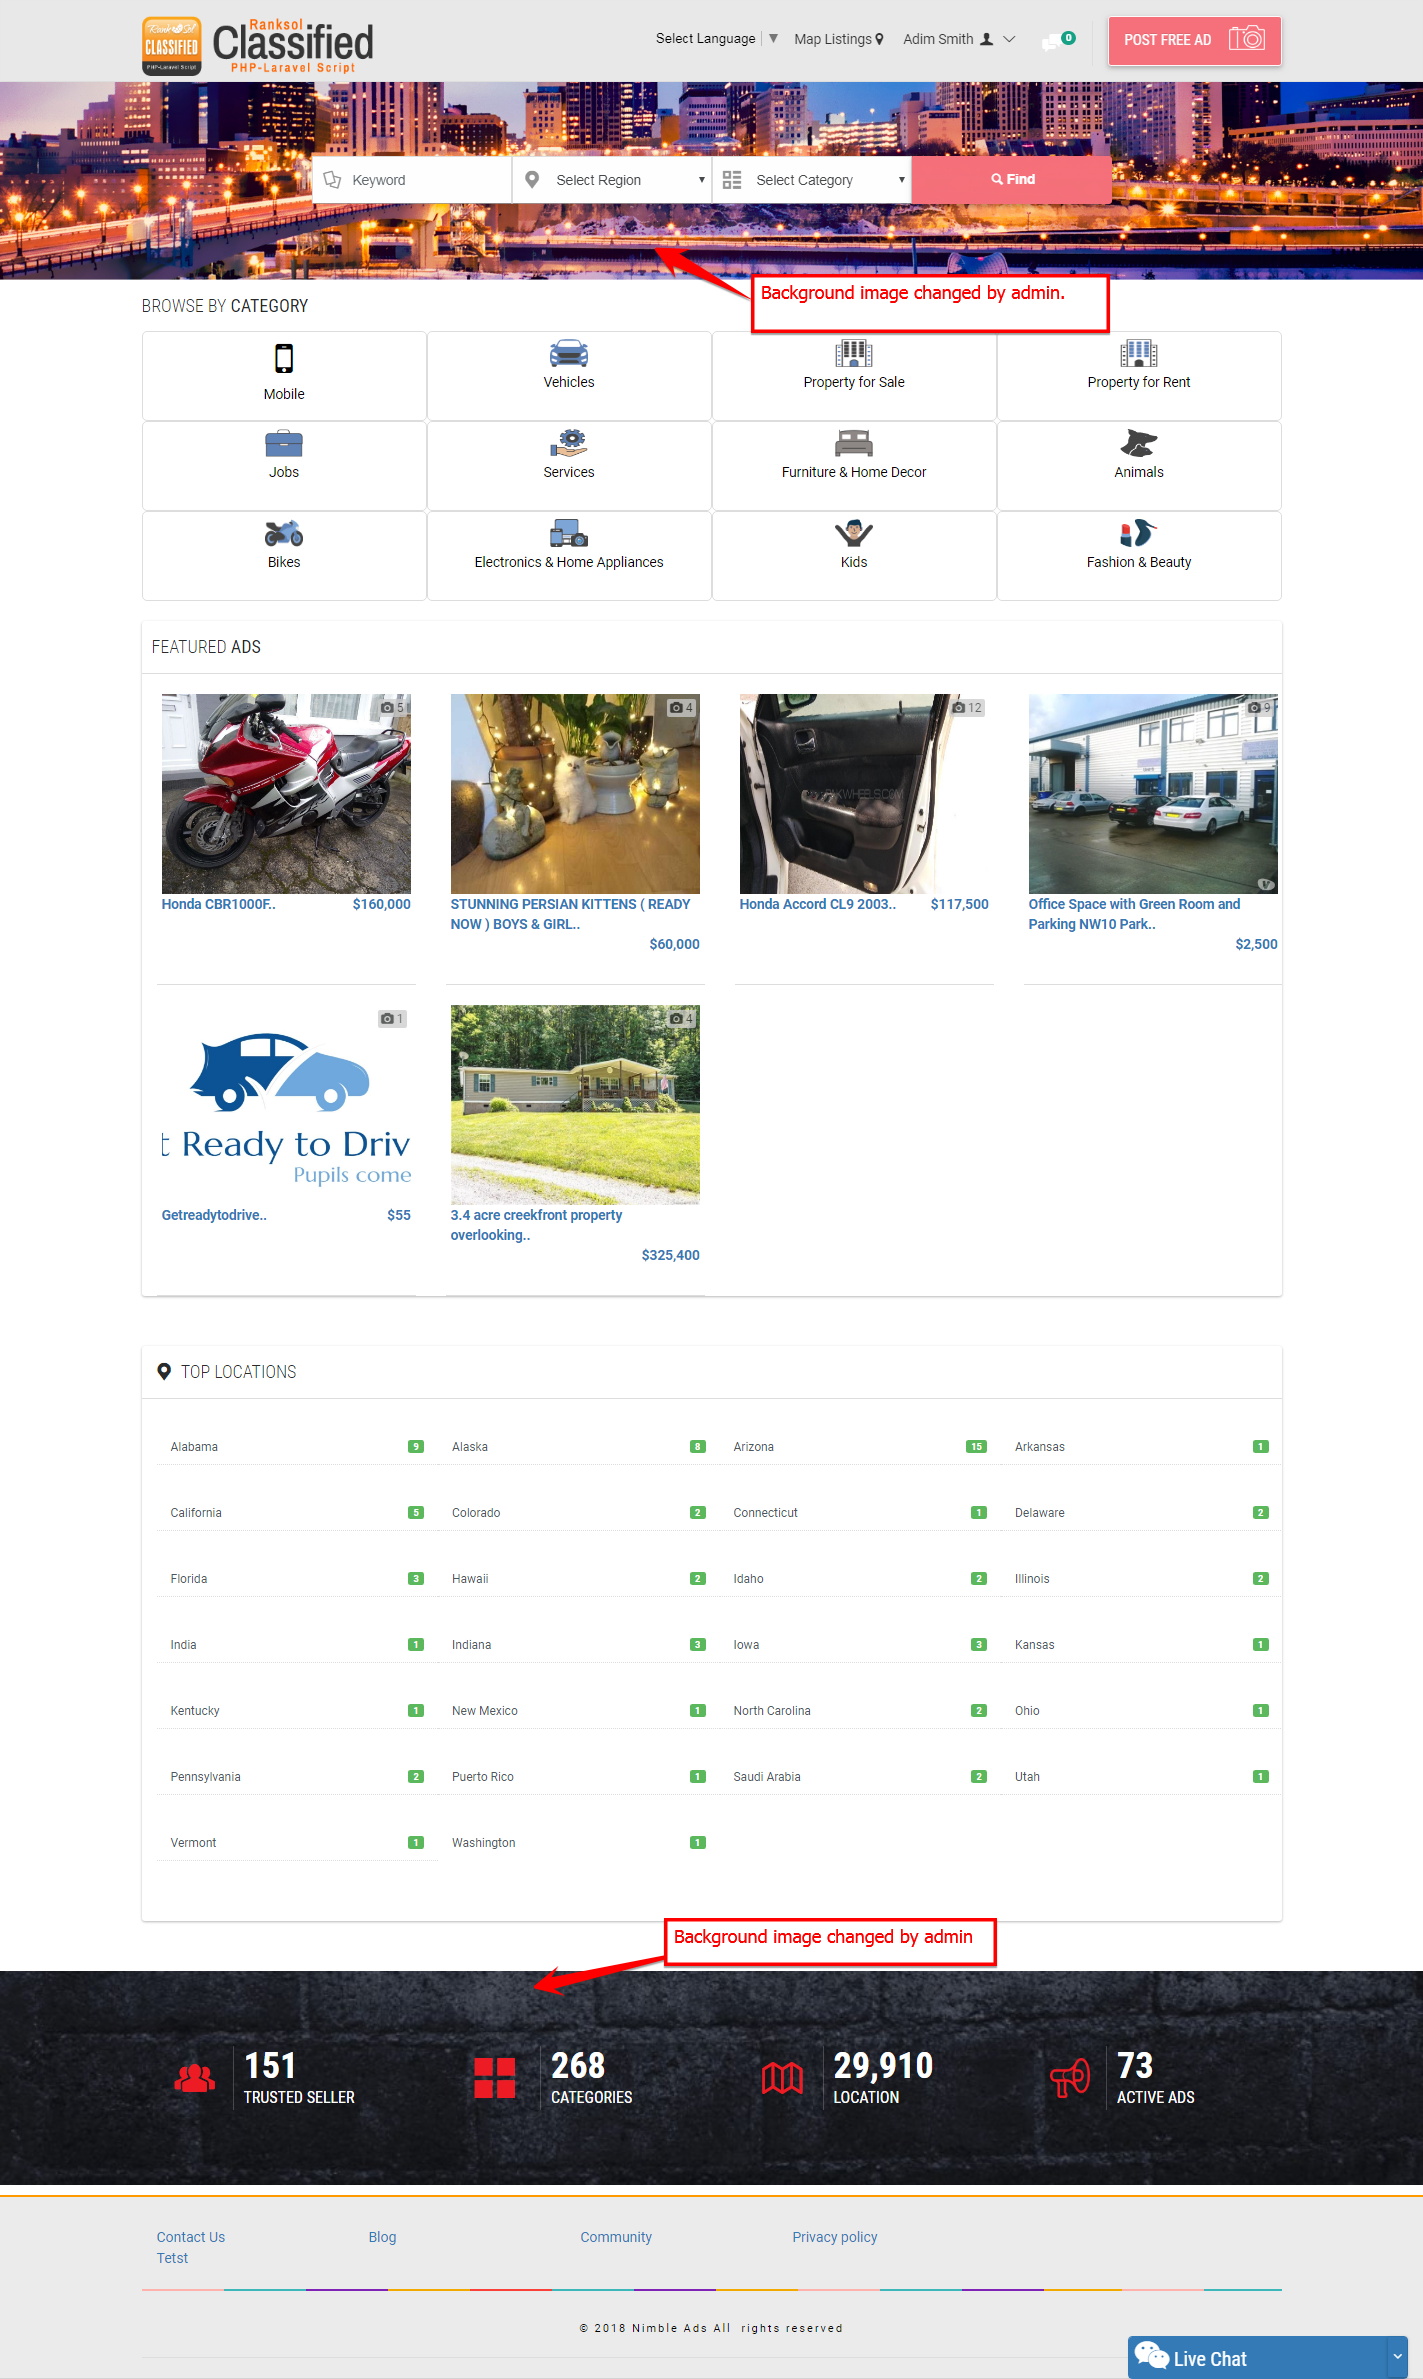 Rank Sol
CLASSIFIED
PHP-Laravel Script
Ranksol
Classified
PHP-Laravel Script
Select Language ▼
Map Listings
Adim Smith
0
POST FREE AD
Keyword
Select Region
Select Category
Find
Background image changed by admin.
BROWSE BY CATEGORY
Mobile
Vehicles
Property for Sale
Property for Rent
Jobs
Services
Furniture & Home Decor
Animals
Bikes
Electronics & Home Appliances
Kids
Fashion & Beauty
FEATURED ADS
5
4
12
9
Honda CBR1000F.. $160,000
STUNNING PERSIAN KITTENS ( READY
NOW ) BOYS & GIRL..
$60,000
Honda Accord CL9 2003.. $117,500
Office Space with Green Room and
Parking NW10 Park..
$2,500
1
t Ready to Driv
Pupils come
4
Getreadytodrive.. $55
3.4 acre creekfront property
overlooking..
$325,400
TOP LOCATIONS
Alabama 9
Alaska 8
Arizona 15
Arkansas 1
California 5
Colorado 2
Connecticut 1
Delaware 2
Florida 3
Hawaii 2
Idaho 2
Illinois 2
India 1
Indiana 3
Iowa 3
Kansas 1
Kentucky 1
New Mexico 1
North Carolina 2
Ohio 1
Pennsylvania 2
Puerto Rico 1
Saudi Arabia 2
Utah 1
Vermont 1
Washington 1
Background image changed by admin
151
TRUSTED SELLER
268
CATEGORIES
29,910
LOCATION
73
ACTIVE ADS
Contact Us
Blog
Community
Privacy policy
Tetst
© 2018 Nimble Ads All rights reserved
Live Chat